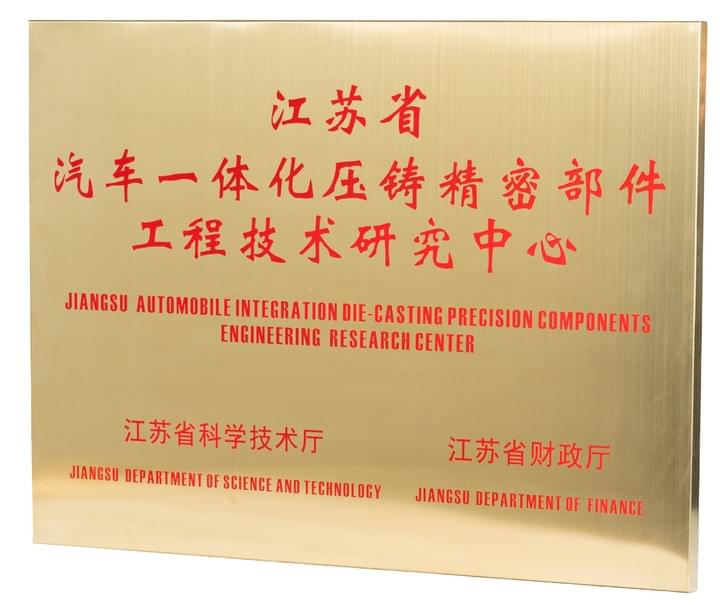 江苏省
汽车一体化压铸精密部件
工程技术研究中心
JIANGSU AUTOMOBILE INTEGRATION DIE-CASTING PRECISION COMPONENTS
ENGINEERING RESEARCH CENTER
江苏省科学技术厅
JIANGSU DEPARTMENT OF SCIENCE AND TECHNOLOGY
江苏省财政厅
JIANGSU DEPARTMENT OF FINANCE